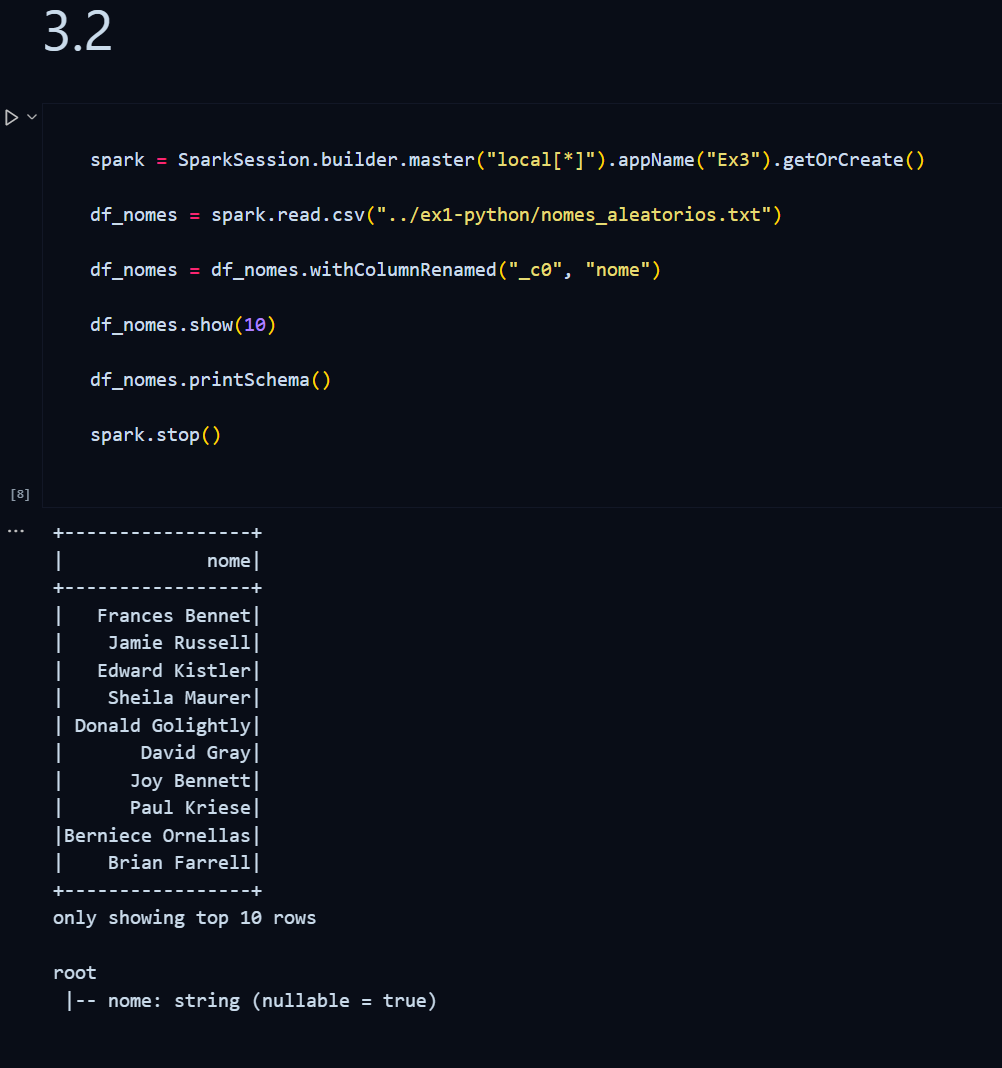 3.2
spark = SparkSession.builder.master("local[*]").appName("Ex3").getOrCreate()
df_nomes = spark.read.csv("../ex1-python/nomes_aleatorios.txt")
df_nomes = df_nomes.withColumnRenamed("_c0", "nome")
df_nomes.show(10)
df_nomes.printSchema()
spark.stop()
[8]
...
+-----------------+
|             nome|
+-----------------+
|   Frances Bennet|
|    Jamie Russell|
|   Edward Kistler|
|    Sheila Maurer|
| Donald Golightly|
|       David Gray|
|      Joy Bennett|
|      Paul Kriese|
|Berniece Ornellas|
|    Brian Farrell|
+-----------------+
only showing top 10 rows
root
 |-- nome: string (nullable = true)